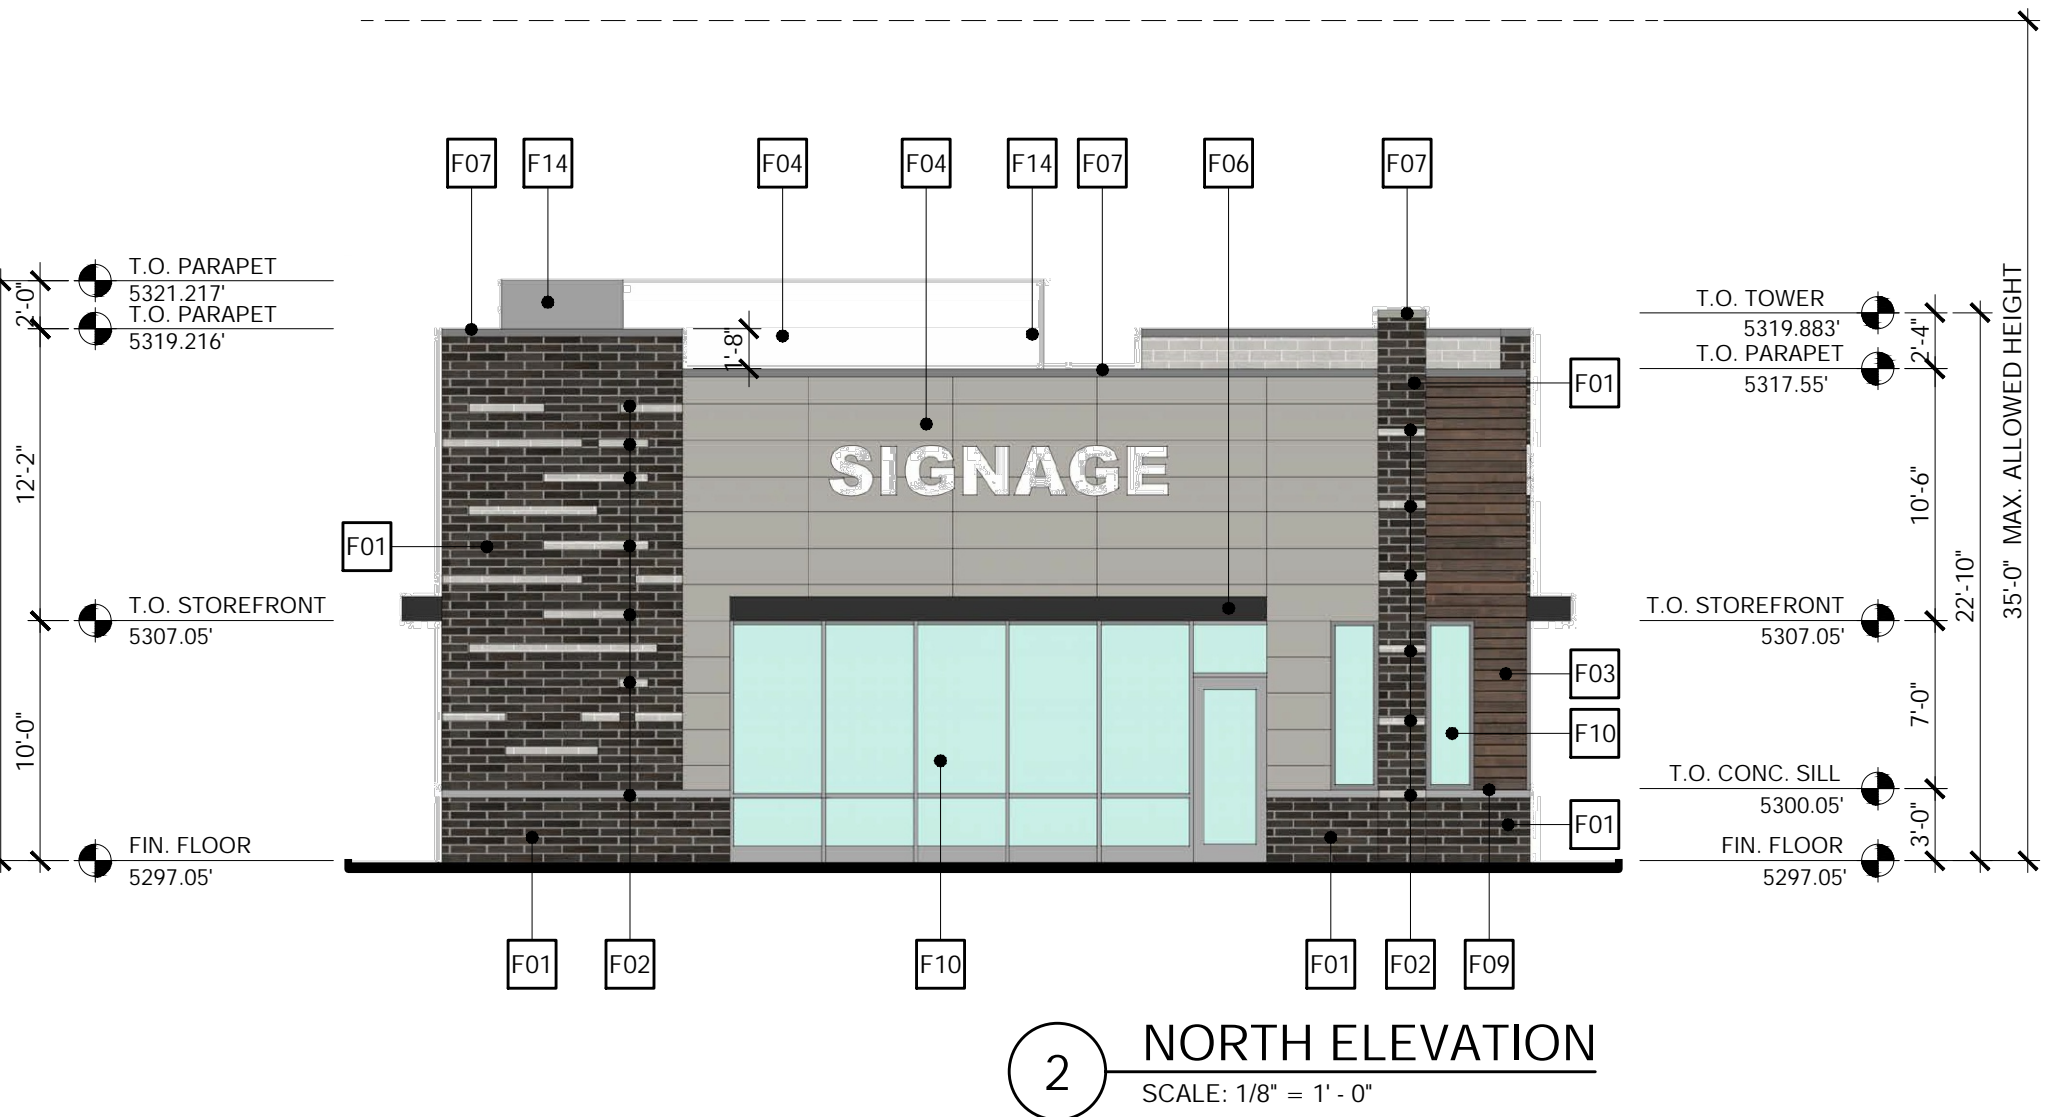 F07 F14 F04 F04 F14 F07 F06 F07
T.O. PARAPET
5321.217'
T.O. PARAPET
5319.216'
2'-0"
12'-2"
10'-0"
T.O. STOREFRONT
5307.05'
FIN. FLOOR
5297.05'
F01
1'-8"
SIGNAGE
F01
F03
F10
F01
T.O. TOWER
5319.883'
T.O. PARAPET
5317.55'
T.O. STOREFRONT
5307.05'
T.O. CONC. SILL
5300.05'
FIN. FLOOR
5297.05'
2'-4"
10'-6"
7'-0"
3'-0"
22'-10"
35'-0" MAX. ALLOWED HEIGHT
F01 F02 F10 F01 F02 F09
2
NORTH ELEVATION
SCALE: 1/8" = 1' - 0"